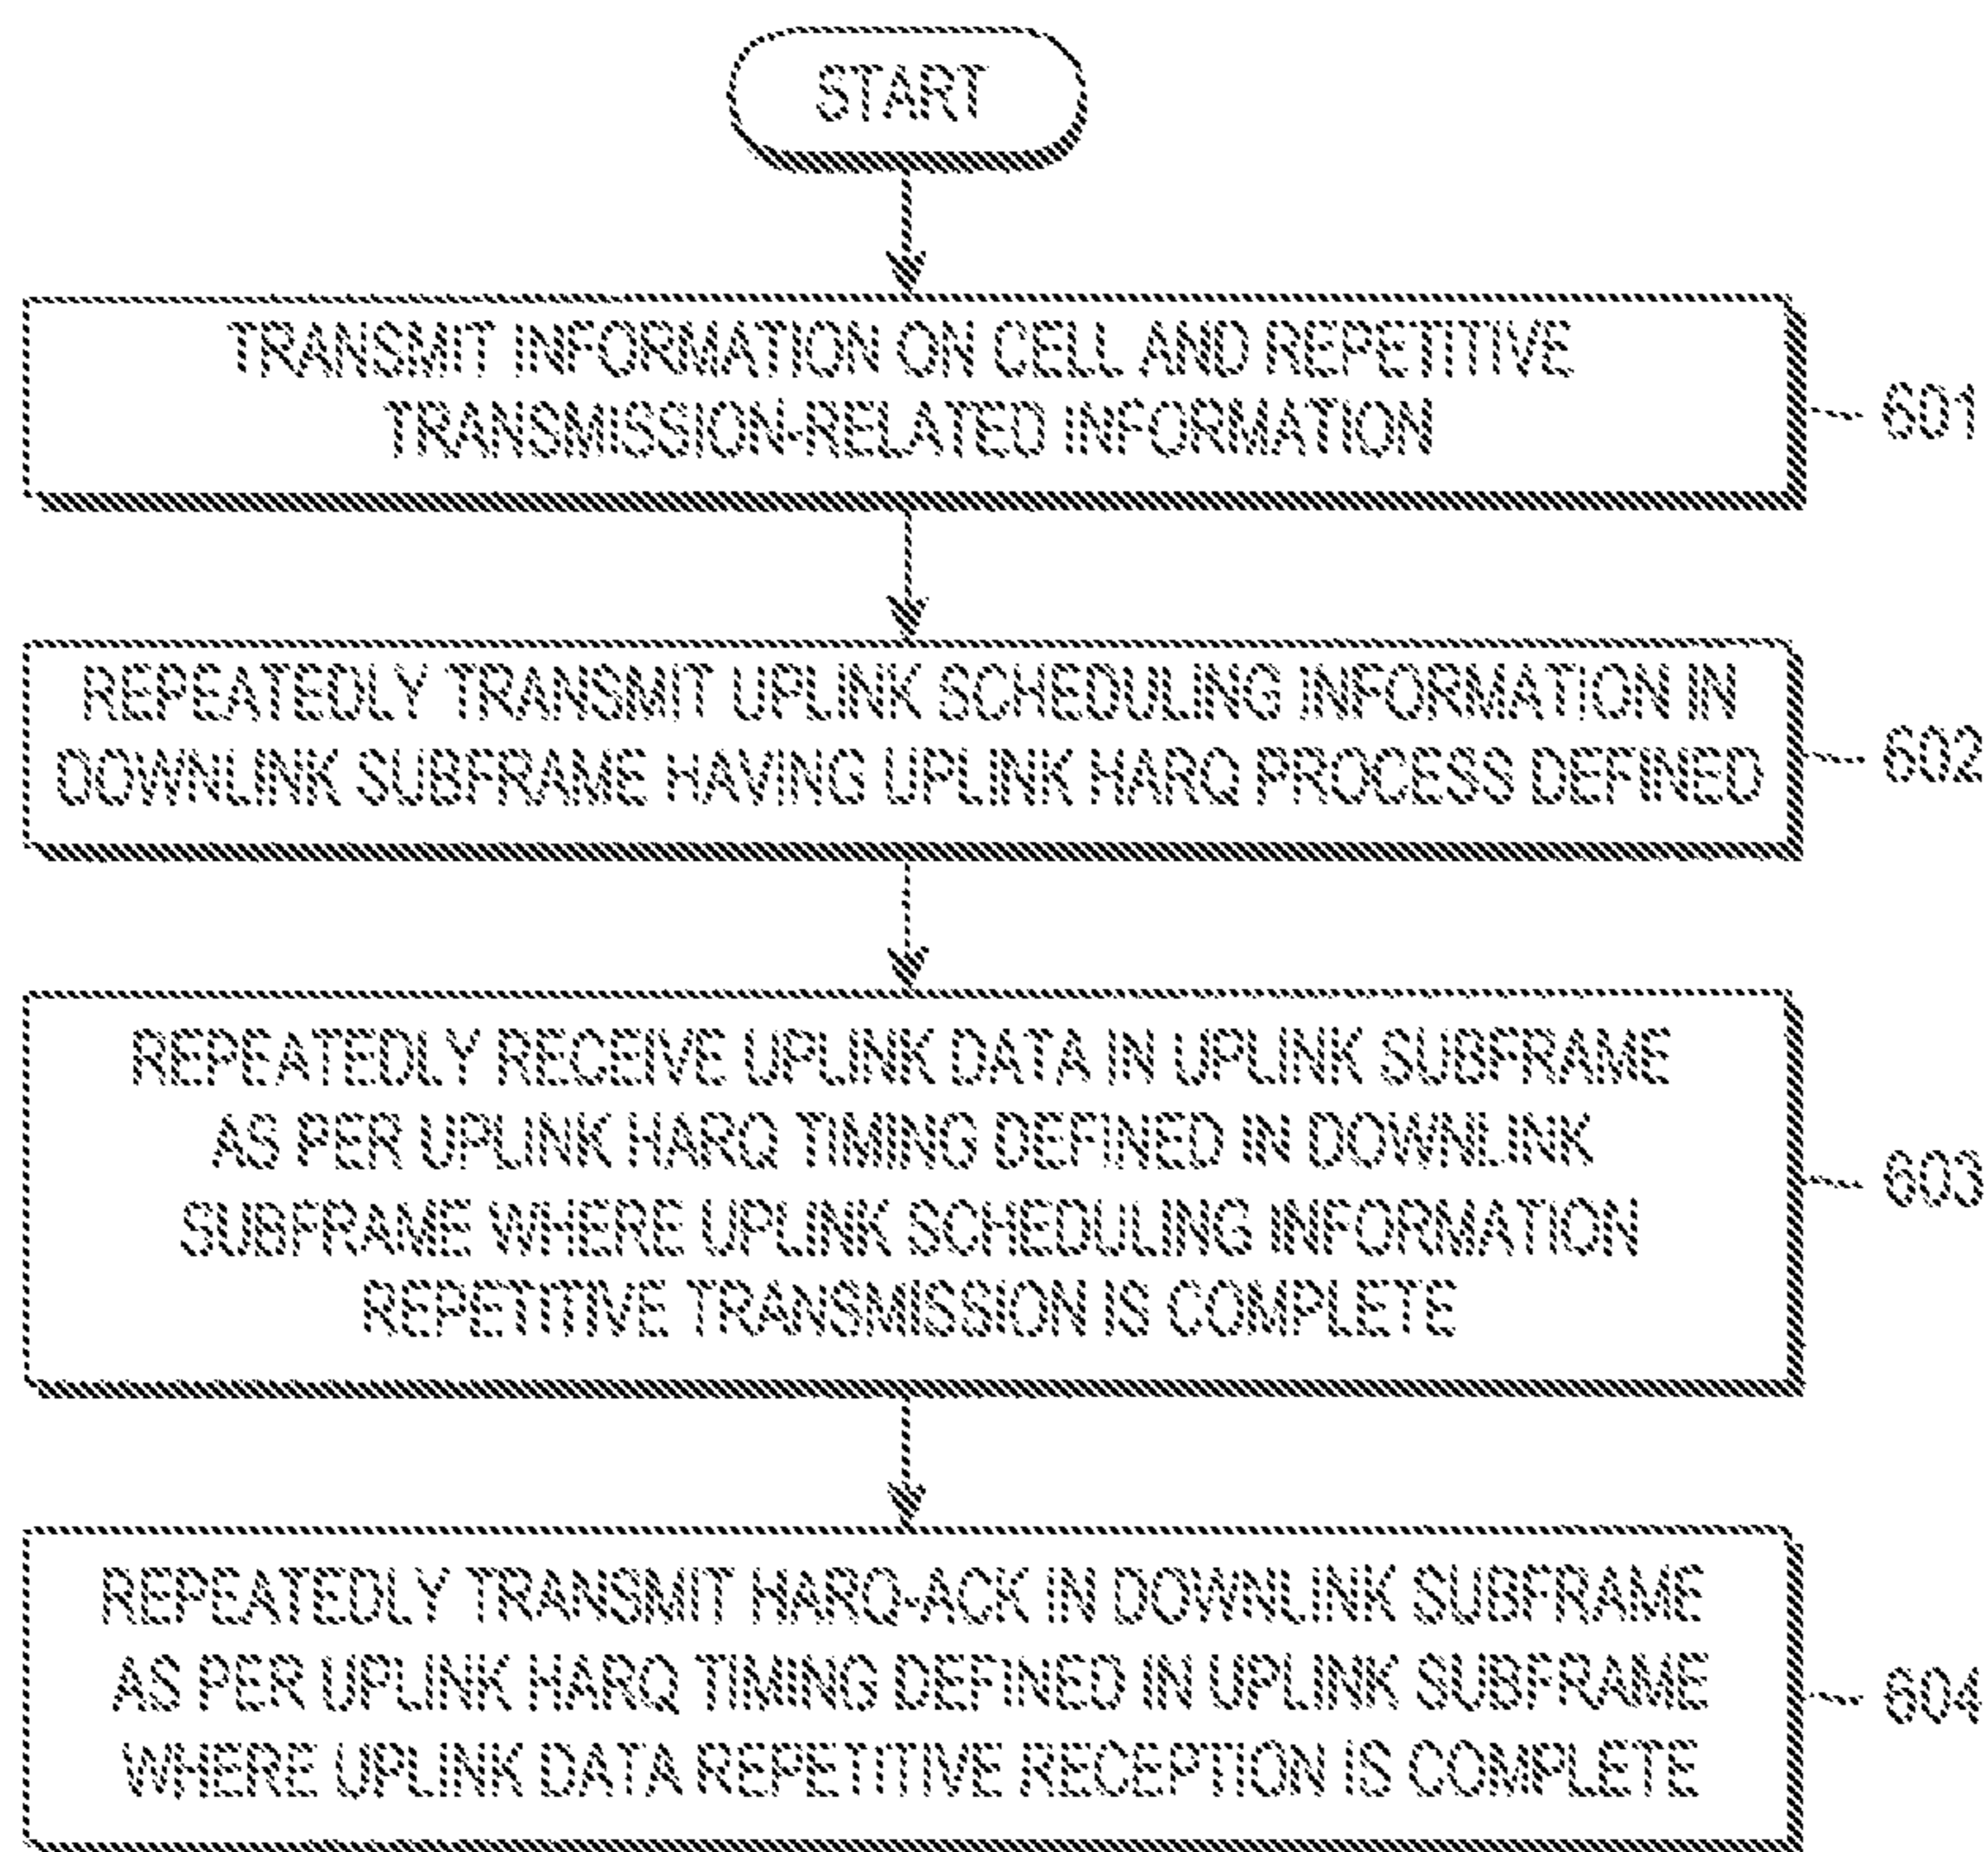 START
TRANSMIT INFORMATION ON CELL AND REPETITIVE
TRANSMISSION-RELATED INFORMATION
601
REPEATEDLY TRANSMIT UPLINK SCHEDULING INFORMATION IN
DOWNLINK SUBFRAME HAVING UPLINK HARQ PROCESS DEFINED
602
REPEATEDLY RECEIVE UPLINK DATA IN UPLINK SUBFRAME
AS PER UPLINK HARQ TIMING DEFINED IN DOWNLINK
SUBFRAME WHERE UPLINK SCHEDULING INFORMATION
REPETITIVE TRANSMISSION IS COMPLETE
603
REPEATEDLY TRANSMIT HARQ-ACK IN DOWNLINK SUBFRAME
AS PER UPLINK HARQ TIMING DEFINED IN UPLINK SUBFRAME
WHERE UPLINK DATA REPETITIVE RECEPTION IS COMPLETE
604